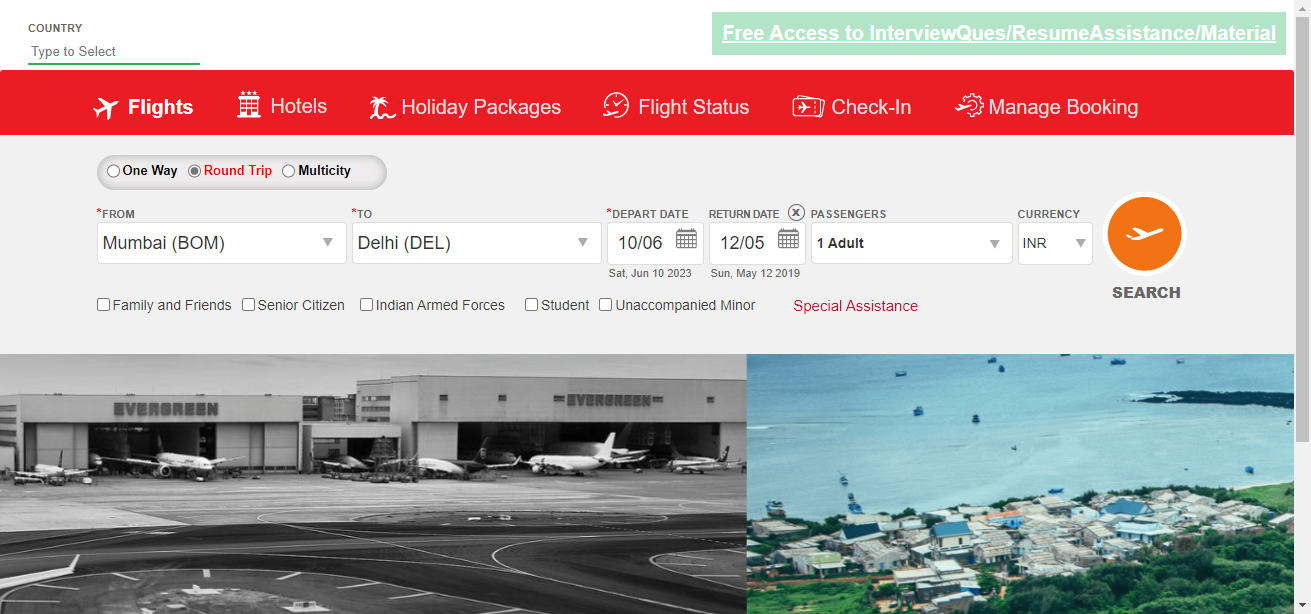 COUNTRY
Type to Select
Free Access to InterviewQues/ResumeAssistance/Material
Flights
Hotels
Holiday Packages
Flight Status
Check-In
Manage Booking
One Way
Round Trip
Multicity
*FROM
*TO
*DEPART DATE
RETURN DATE
PASSENGERS
CURRENCY
Mumbai (BOM)
Delhi (DEL)
10/06
12/05
1 Adult
INR
Sat, Jun 10 2023
Sun, May 12 2019
SEARCH
Family and Friends
Senior Citizen
Indian Armed Forces
Student
Unaccompanied Minor
Special Assistance
EVERGREEN
EVERGREEN